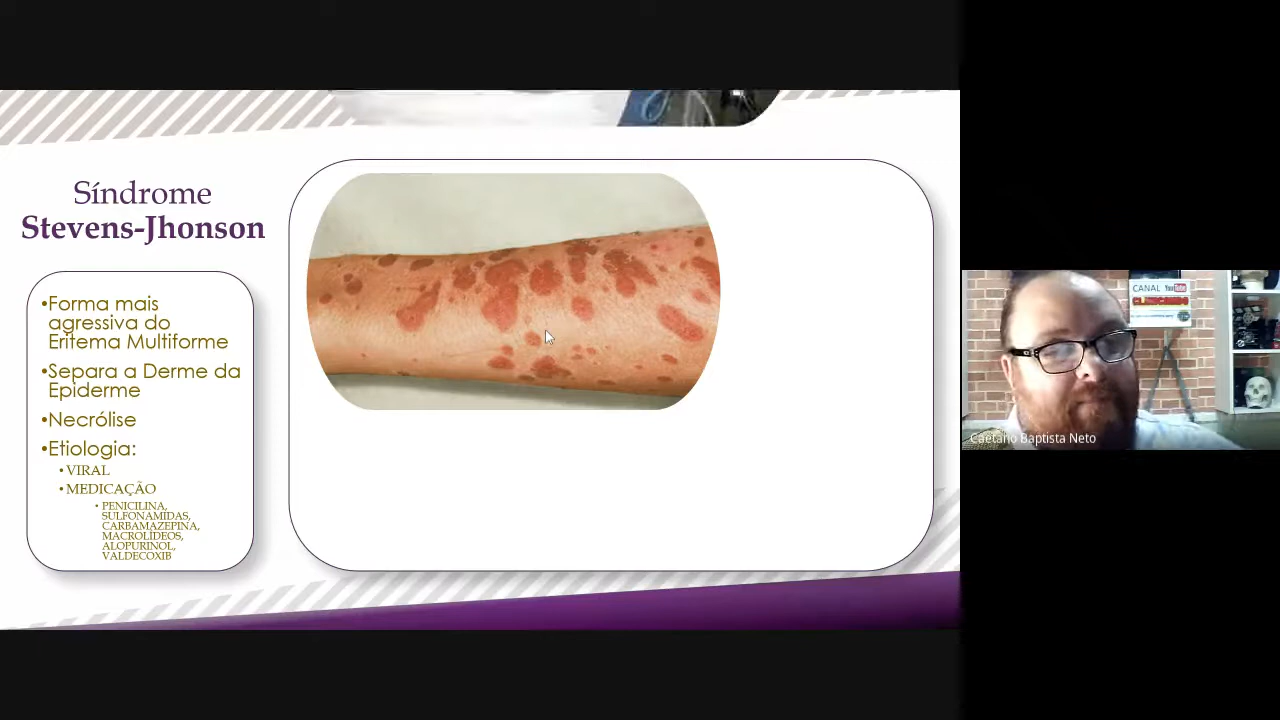 Síndrome
Stevens-Jhonson
•Forma mais
agressiva do
Eritema Multiforme
•Separa a Derme da
Epiderme
•Necrólise
•Etiologia:
•VIRAL
•MEDICAÇÃO
•PENICILINA,
SULFONAMIDAS,
CARBAMAZEPINA,
MACROLÍDEOS,
ALOPURINOL,
VALDECOXIB
CANAL YouTube
Caetano Baptista Neto